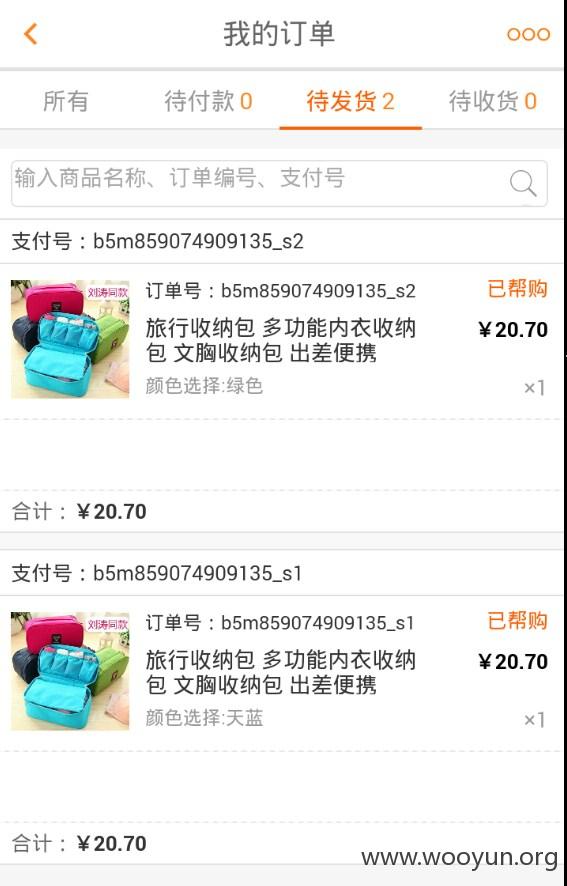 我的订单
所有 待付款 0 待发货 2 待收货 0
输入商品名称、订单编号、支付号
支付号：b5m859074909135_s2
刘涛同款
订单号：b5m859074909135_s2 已帮购
旅行收纳包 多功能内衣收纳 ￥20.70
包 文胸收纳包 出差便携
颜色选择:绿色 ×1
合计：￥20.70
支付号：b5m859074909135_s1
刘涛同款
订单号：b5m859074909135_s1 已帮购
旅行收纳包 多功能内衣收纳 ￥20.70
包 文胸收纳包 出差便携
颜色选择:天蓝 ×1
合计：￥20.70
www.wooyun.org